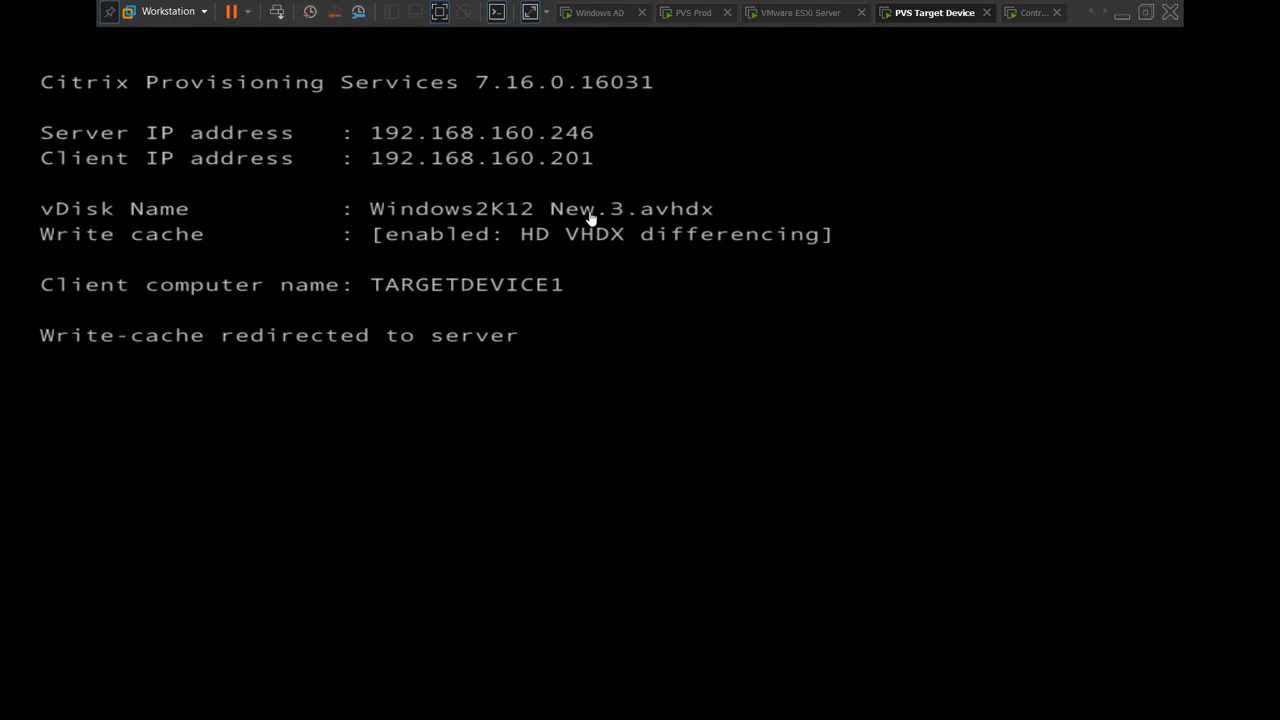 Workstation
Windows AD
PVS Prod
VMware ESXi Server
PVS Target Device
Contr...
Citrix Provisioning Services 7.16.0.16031
Server IP address : 192.168.160.246
Client IP address : 192.168.160.201
vDisk Name : Windows2K12 New.3.avhdx
Write cache : [enabled: HD VHDX differencing]
Client computer name: TARGETDEVICE1
Write-cache redirected to server